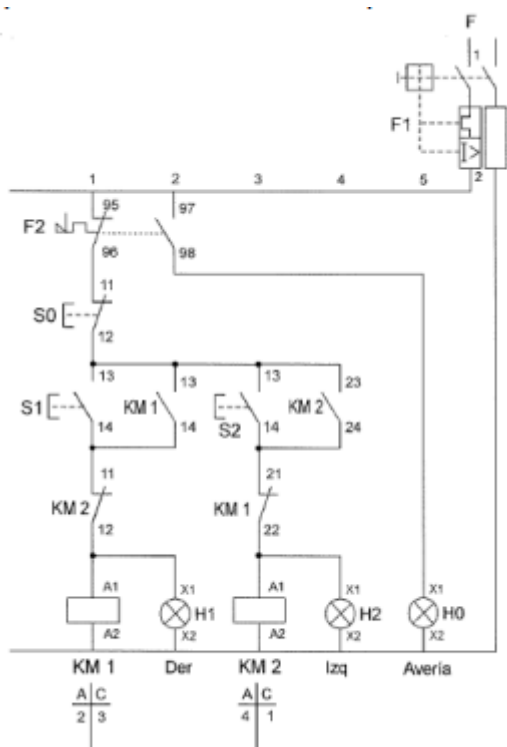 F
1
F1
2
1 2 3 4 5
95 97
F2
96 98
11
S0
12
13 13 13 23
S1 KM 1 S2 KM 2
14 14 14 24
11 21
KM 2 KM 1
12 22
A1 X1 A1 X1 X1
H1 H2 H0
A2 X2 A2 X2 X2
KM 1 Der KM 2 Izq Avería
A C A C
2 3 4 1